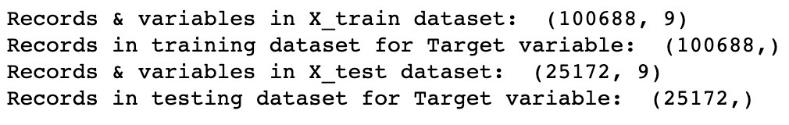 Records & variables in X_train dataset:  (100688, 9)
Records in training dataset for Target variable:  (100688,)
Records & variables in X_test dataset:  (25172, 9)
Records in testing dataset for Target variable:  (25172,)